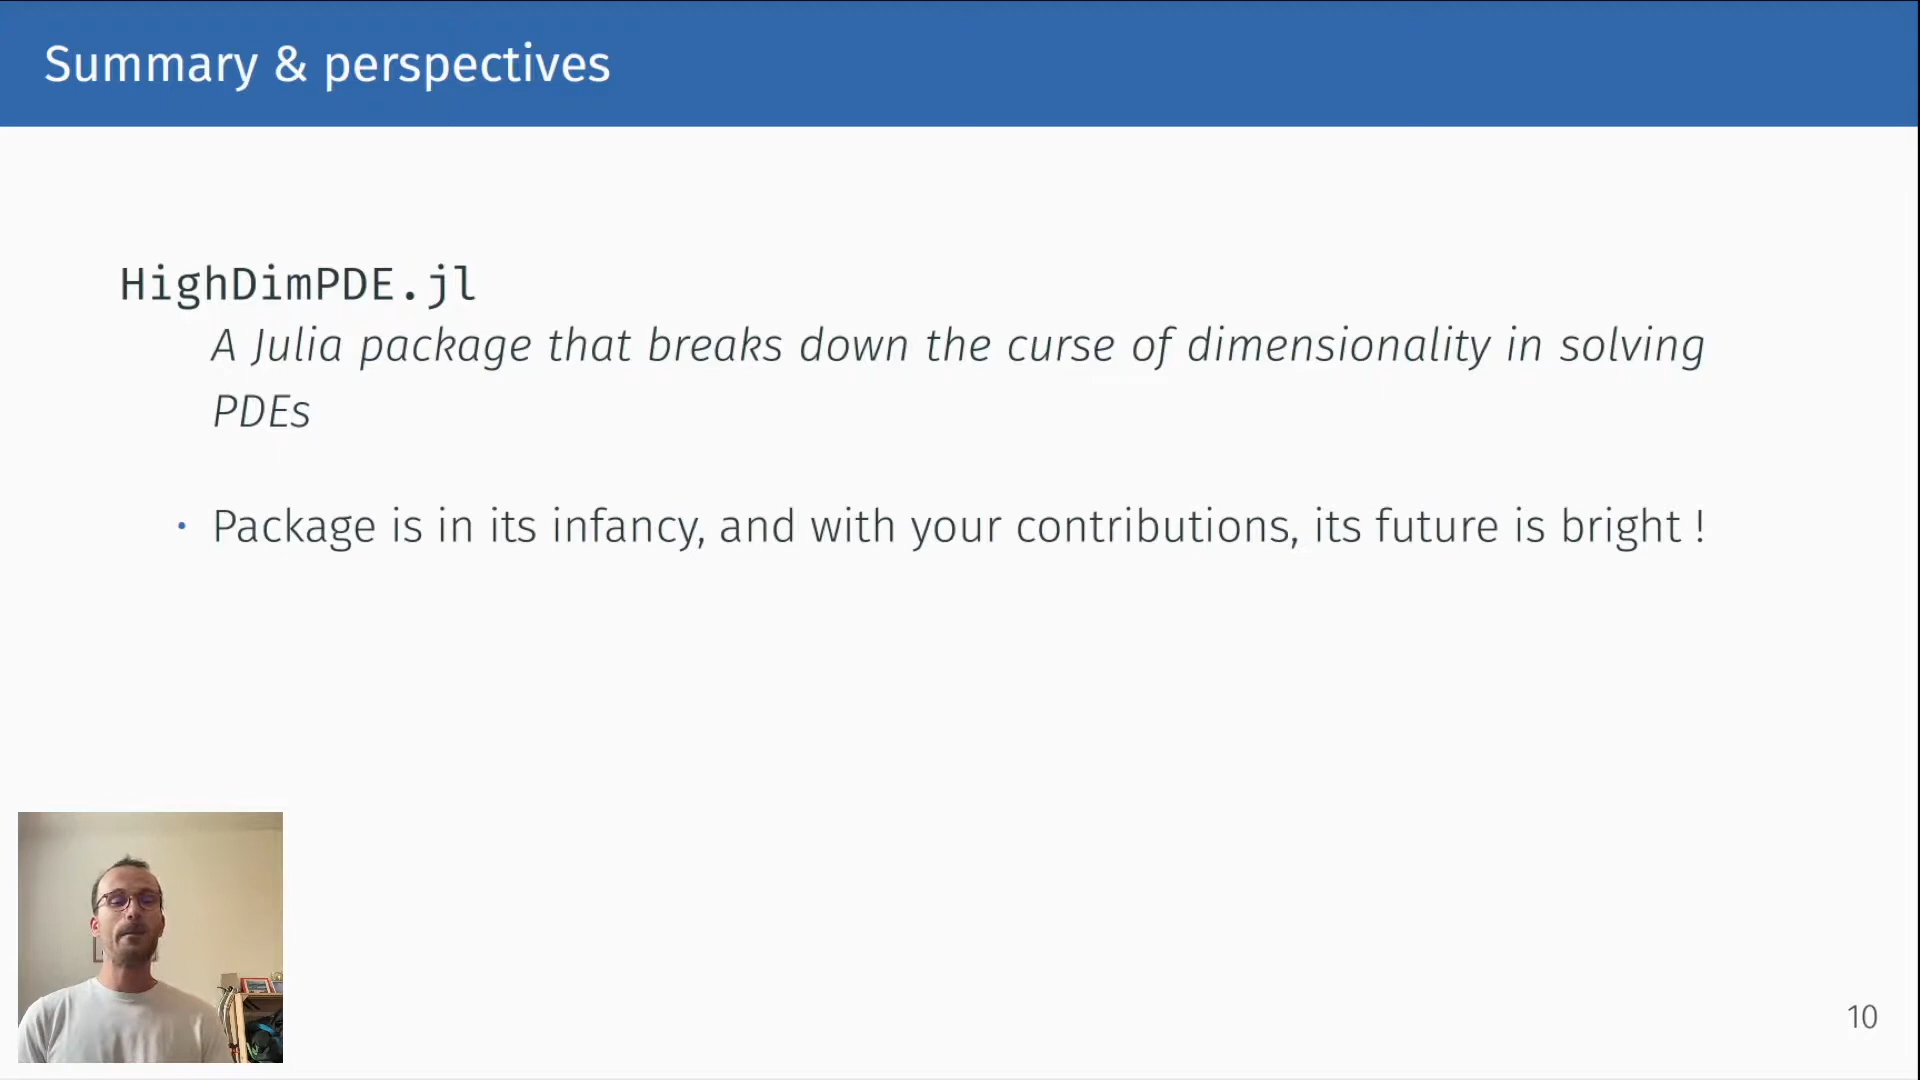 Summary & perspectives
HighDimPDE.jl
A Julia package that breaks down the curse of dimensionality in solving
PDEs
• Package is in its infancy, and with your contributions, its future is bright !
10